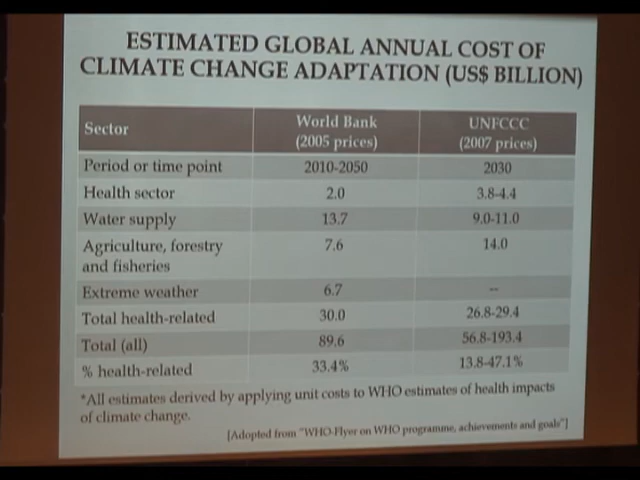 ESTIMATED GLOBAL ANNUAL COST OF
CLIMATE CHANGE ADAPTATION (US$ BILLION)
Sector World Bank (2005 prices) UNFCCC (2007 prices)
Period or time point 2010-2050 2030
Health sector 2.0 3.8-4.4
Water supply 13.7 9.0-11.0
Agriculture, forestry 7.6 14.0
and fisheries
Extreme weather 6.7 --
Total health-related 30.0 26.8-29.4
Total (all) 89.6 56.8-193.4
% health-related 33.4% 13.8-47.1%
*All estimates derived by applying unit costs to WHO estimates of health impacts
of climate change.
[Adopted from "WHO-Flyer on WHO programme, achievements and goals"]